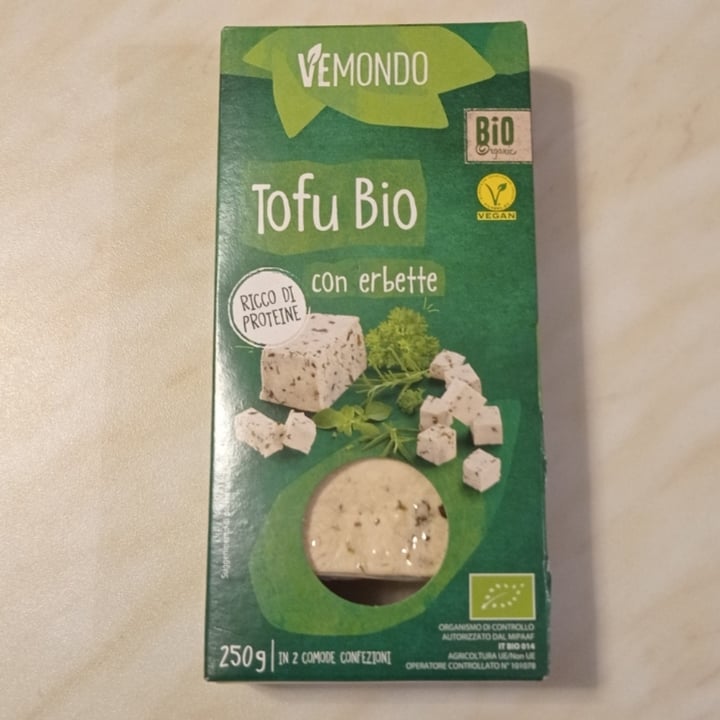 VEMONDO
BiO
Organic
VEGAN
Tofu Bio
con erbette
RICCO DI
PROTEINE
250g IN 2 COMODE CONFEZIONI
ORGANISMO DI CONTROLLO
AUTORIZZATO DAL MIPAAF
IT BIO 014
AGRICOLTURA UE/Non UE
OPERATORE CONTROLLATO N° 101078